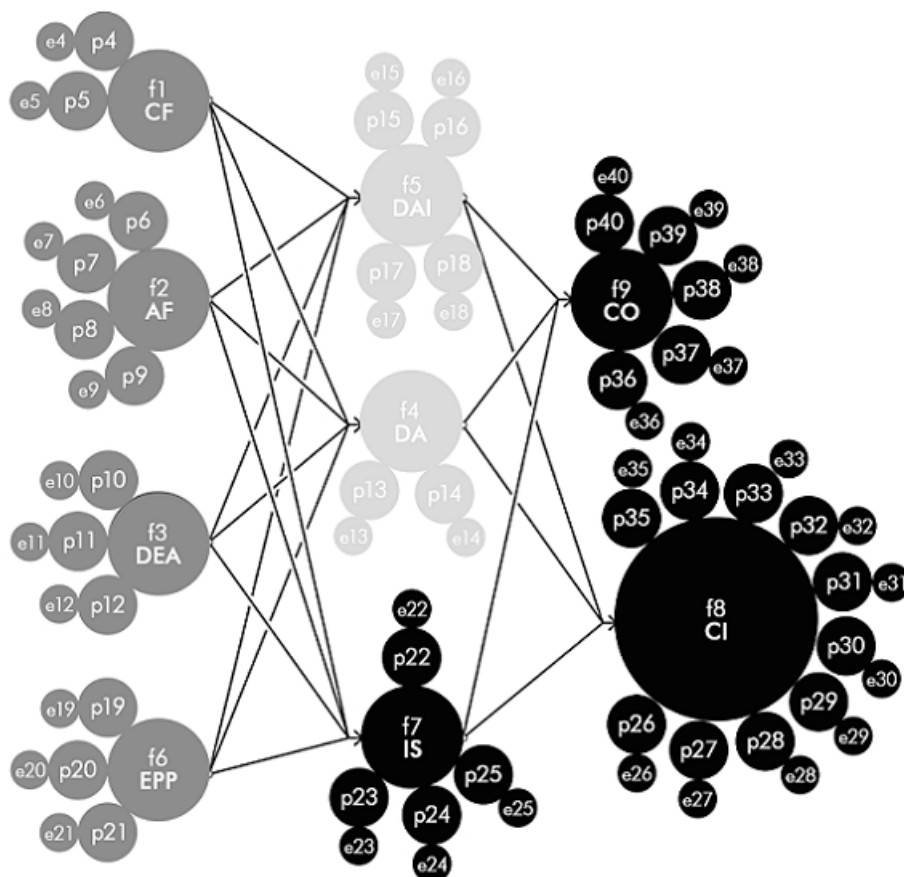 e4 p4
e5 p5
f1
CF
e6 p6
e7 p7
e8 p8
e9 p9
f2
AF
e10 p10
e11 p11
e12 p12
f3
DEA
e19 p19
e20 p20
e21 p21
f6
EPP
e15 e16
p15 p16
f5
DAI
p17 p18
e17 e18
f4
DA
p13 p14
e13 e14
e22
p22
f7
IS
p23 p24 p25
e23 e24 e25
e40
p40 p39 e39
p38 e38
f9
CO
p37 e37
p36
e36
e35 e34 e33
p35 p34 p33
p32 e32
p31 e31
f8
CI
p30 e30
p29 e29
p26 p27 p28
e26 e27 e28